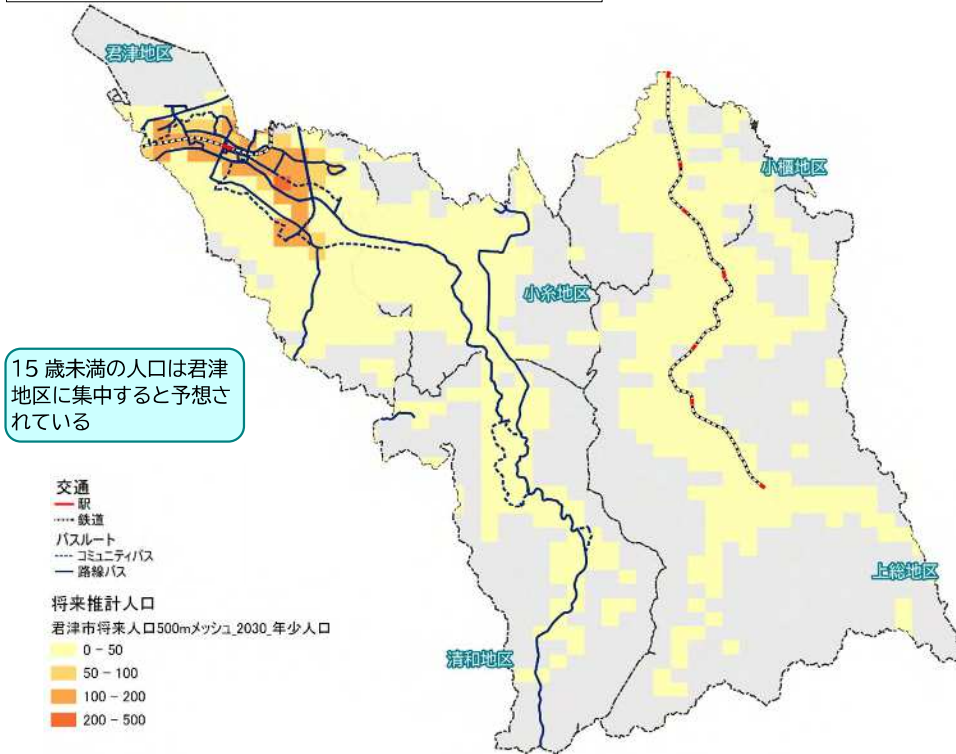 君津地区
小櫃地区
小糸地区
15 歳未満の人口は君津
地区に集中すると予想さ
れている
上総地区
清和地区
交通
駅
鉄道
バスルート
コミュニティバス
路線バス
将来推計人口
君津市将来人口500mメッシュ_2030_年少人口
0 - 50
50 - 100
100 - 200
200 - 500